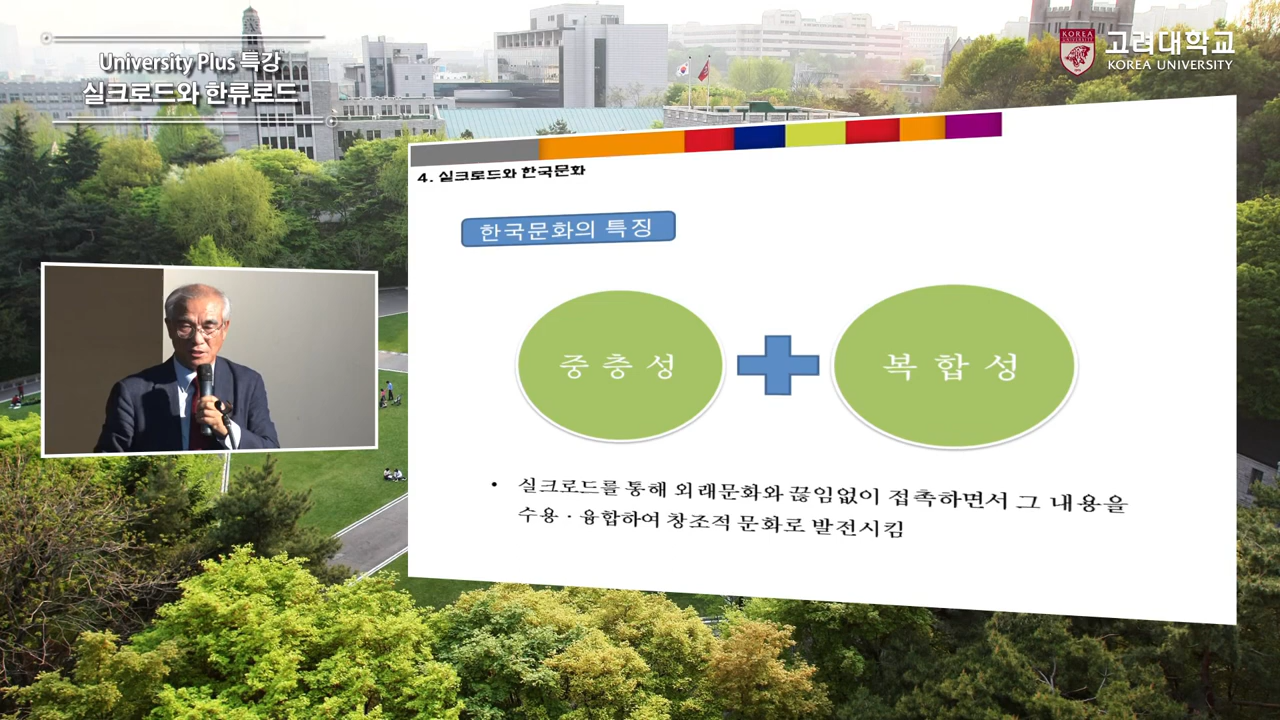 University Plus 특강
실크로드와 한류로드
KOREA
고려대학교
KOREA UNIVERSITY
4. 실크로드와 한국문화
한국문화의 특징
중 층 성
복 합 성
• 실크로드를 통해 외래문화와 끊임없이 접촉하면서 그 내용을
수용 · 융합하여 창조적 문화로 발전시킴